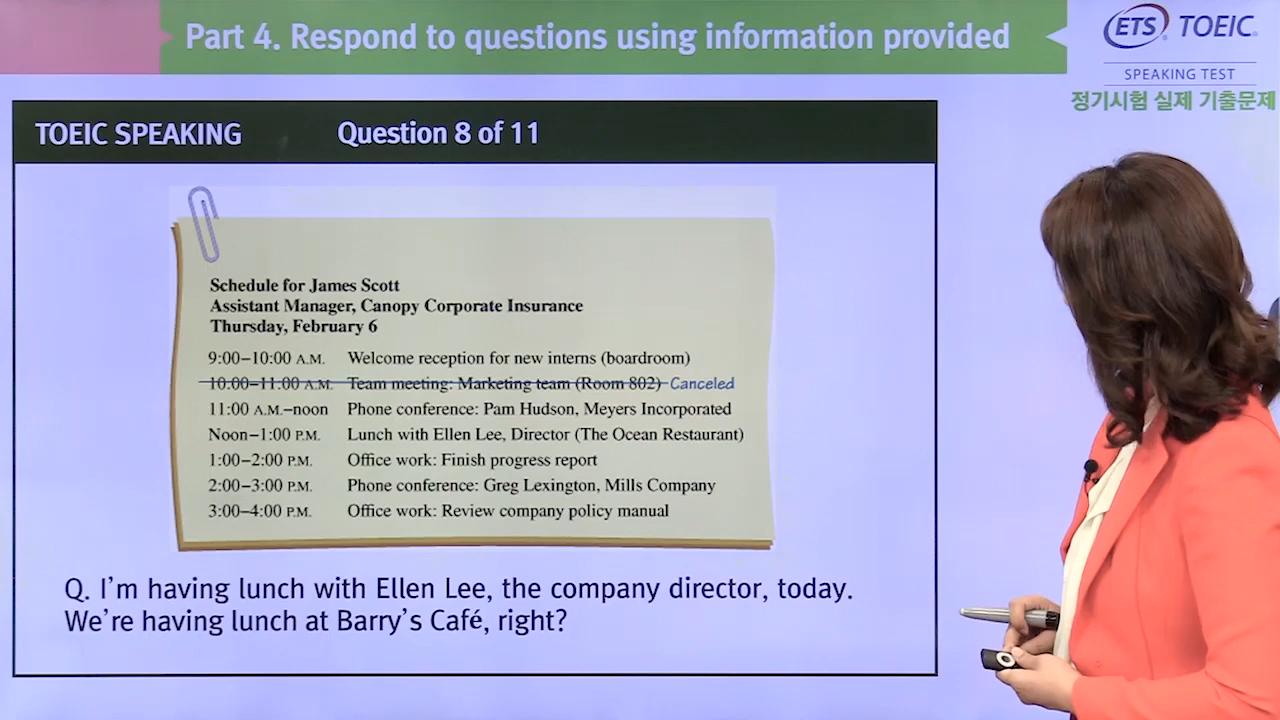 Part 4. Respond to questions using information provided
ETS TOEIC
SPEAKING TEST
정기시험 실제 기출문제
TOEIC SPEAKING Question 8 of 11
Schedule for James Scott
Assistant Manager, Canopy Corporate Insurance
Thursday, February 6
9:00–10:00 A.M. Welcome reception for new interns (boardroom)
10:00–11:00 A.M. Team meeting: Marketing team (Room 802) Canceled
11:00 A.M.–noon Phone conference: Pam Hudson, Meyers Incorporated
Noon–1:00 P.M. Lunch with Ellen Lee, Director (The Ocean Restaurant)
1:00–2:00 P.M. Office work: Finish progress report
2:00–3:00 P.M. Phone conference: Greg Lexington, Mills Company
3:00–4:00 P.M. Office work: Review company policy manual
Q. I'm having lunch with Ellen Lee, the company director, today.
We're having lunch at Barry's Café, right?